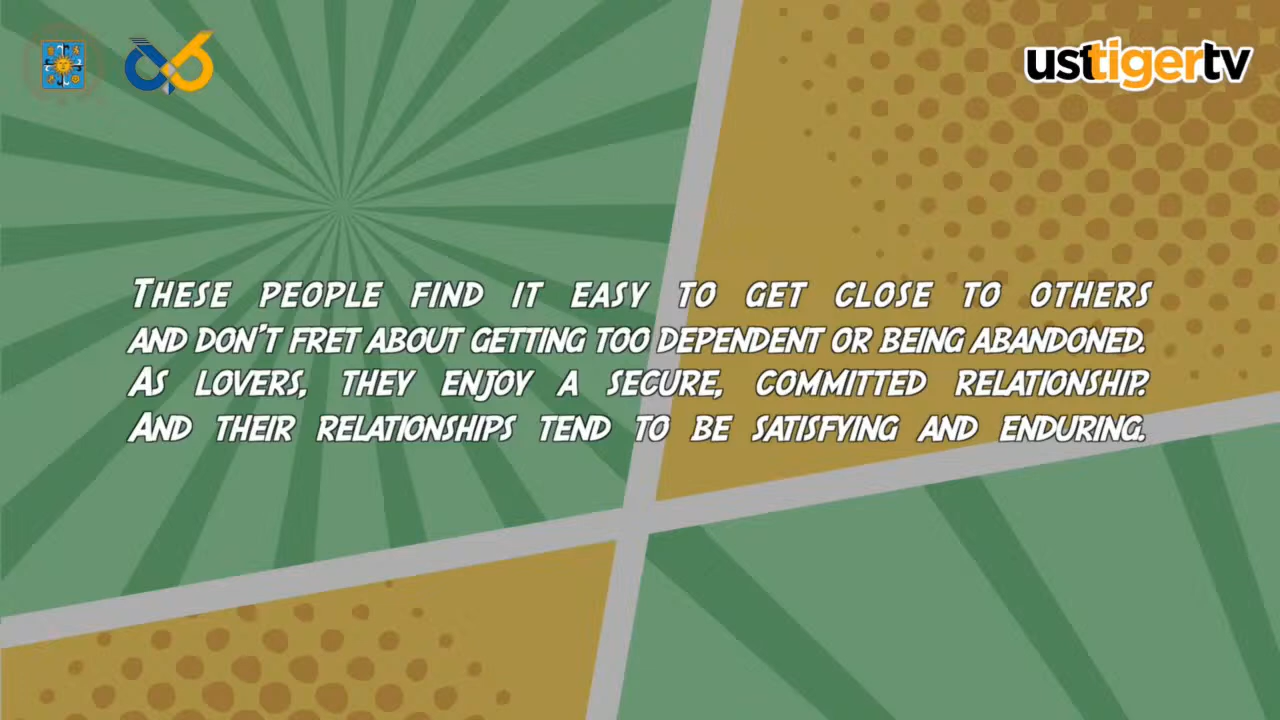 usttigertv
THESE PEOPLE FIND IT EASY TO GET CLOSE TO OTHERS
AND DON'T FRET ABOUT GETTING TOO DEPENDENT OR BEING ABANDONED.
AS LOVERS, THEY ENJOY A SECURE, COMMITTED RELATIONSHIP.
AND THEIR RELATIONSHIPS TEND TO BE SATISFYING AND ENDURING.